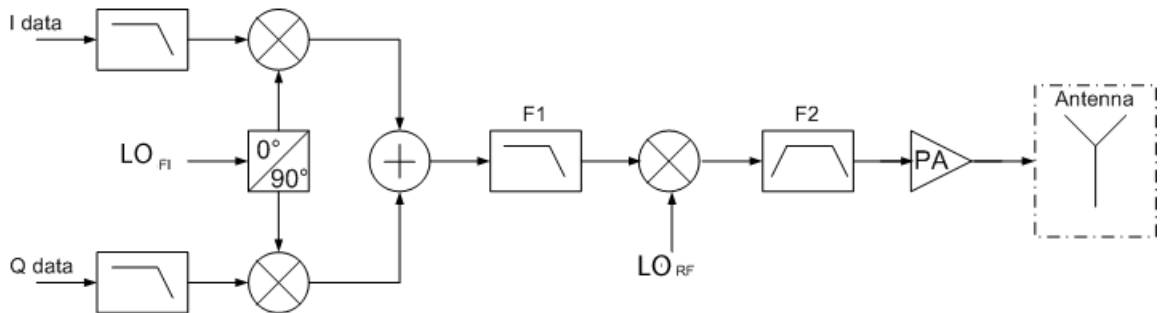 I data
LO FI
0°
90°
Q data
F1
LO RF
F2
PA
Antenna